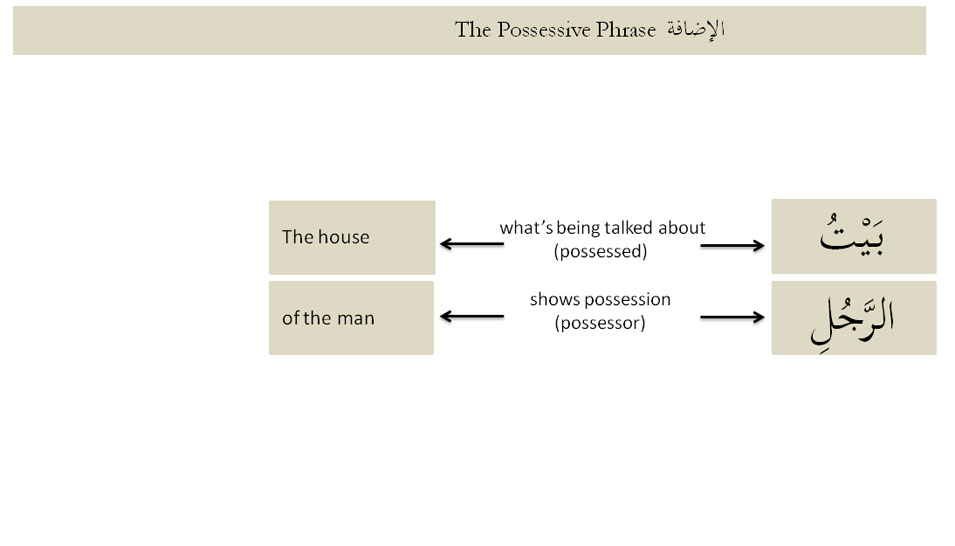 The Possessive Phrase الإضافة
The house
what's being talked about
(possessed)
بَيْتُ
of the man
shows possession
(possessor)
الرَّجُلِ